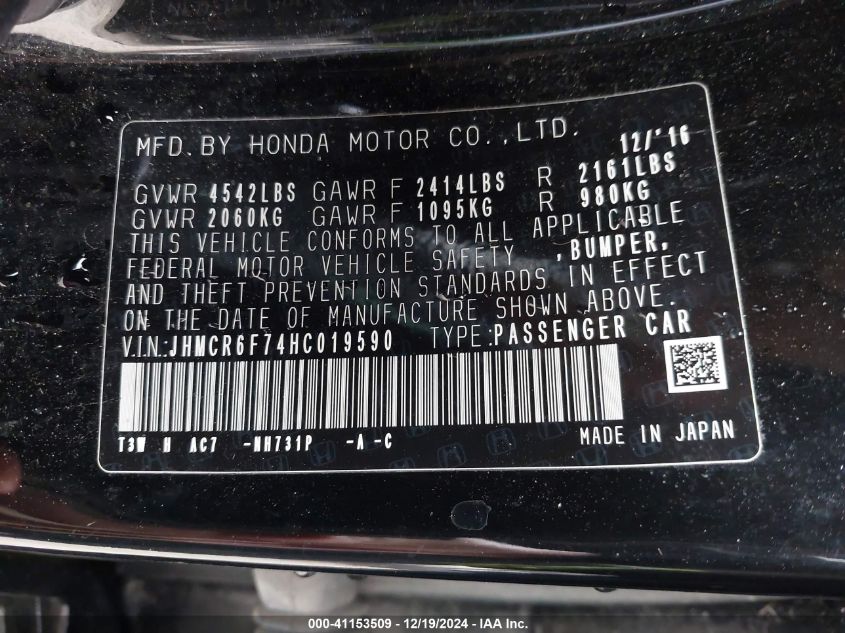 MFD. BY HONDA MOTOR CO., LTD. 12/'16
GVWR 4542LBS GAWR F 2414LBS R 2161LBS
GVWR 2060KG GAWR F 1095KG R 980KG
THIS VEHICLE CONFORMS TO ALL APPLICABLE
FEDERAL MOTOR VEHICLE SAFETY , BUMPER,
AND THEFT PREVENTION STANDARDS IN EFFECT
ON THE DATE OF MANUFACTURE SHOWN ABOVE.
V.I.N.: JHMCR6F74HC019590 TYPE: PASSENGER CAR
T3W N AC7 -NH731P -A -C MADE IN JAPAN
000-41153509 - 12/19/2024 - IAA Inc.